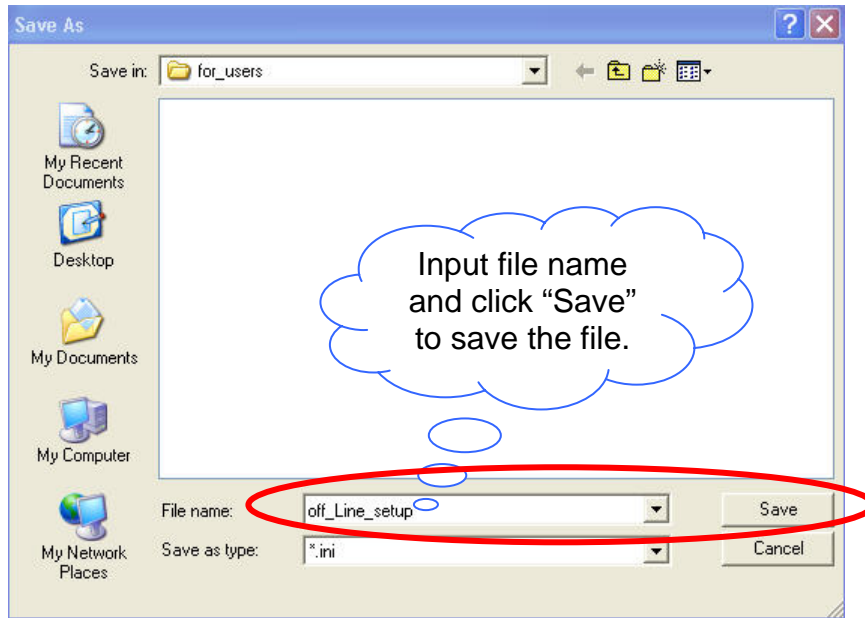 Save As
Save in:
for_users
My Recent
Documents
Desktop
My Documents
My Computer
My Network
Places
Input file name
and click “Save”
to save the file.
File name:
off_Line_setup
Save
Save as type:
*.ini
Cancel